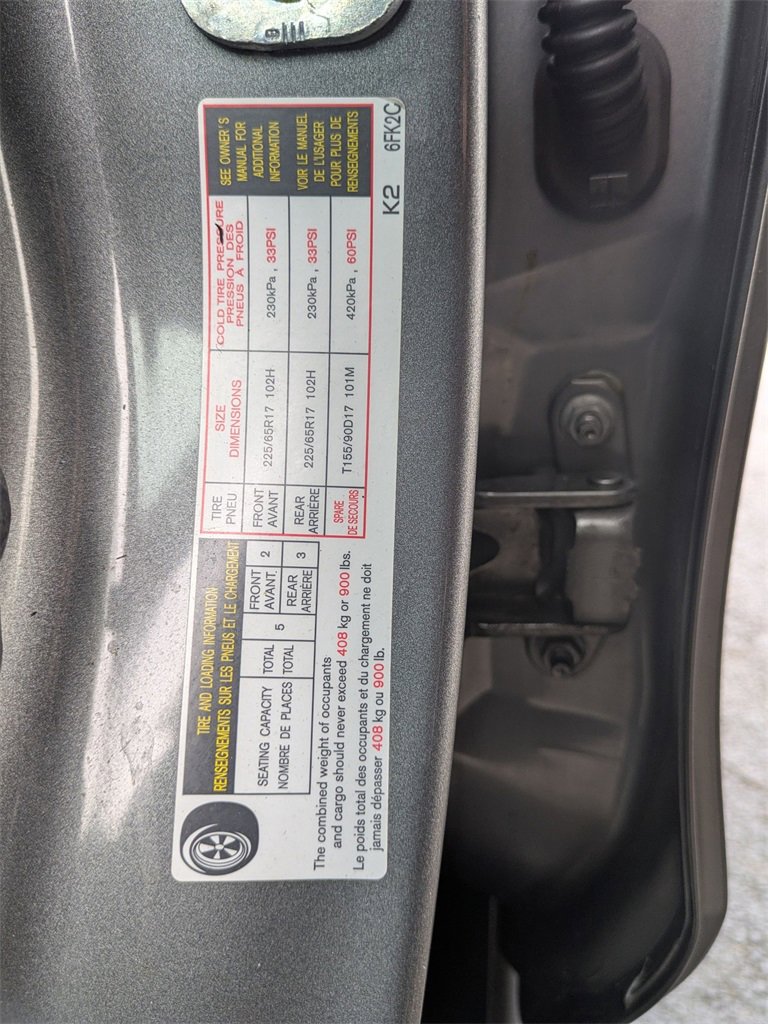 TIRE AND LOADING INFORMATION
RENSEIGNEMENTS SUR LES PNEUS ET LE CHARGEMENT
SEATING CAPACITY TOTAL 5 FRONT 2
NOMBRE DE PLACES TOTAL AVANT
REAR 3
ARRIÈRE
The combined weight of occupants
and cargo should never exceed 408 kg or 900 lbs.
Le poids total des occupants et du chargement ne doit
jamais dépasser 408 kg ou 900 lb.
TIRE SIZE COLD TIRE PRESSURE
PNEU DIMENSIONS PRESSION DES
PNEUS À FROID
FRONT 225/65R17 102H 230kPa , 33PSI
AVANT
REAR 225/65R17 102H 230kPa , 33PSI
ARRIÈRE
SPARE T155/90D17 101M 420kPa , 60PSI
DE SECOURS
SEE OWNER'S
MANUAL FOR
ADDITIONAL
INFORMATION
VOIR LE MANUEL
DE L'USAGER
POUR PLUS DE
RENSEIGNEMENTS
K2 6FK2C